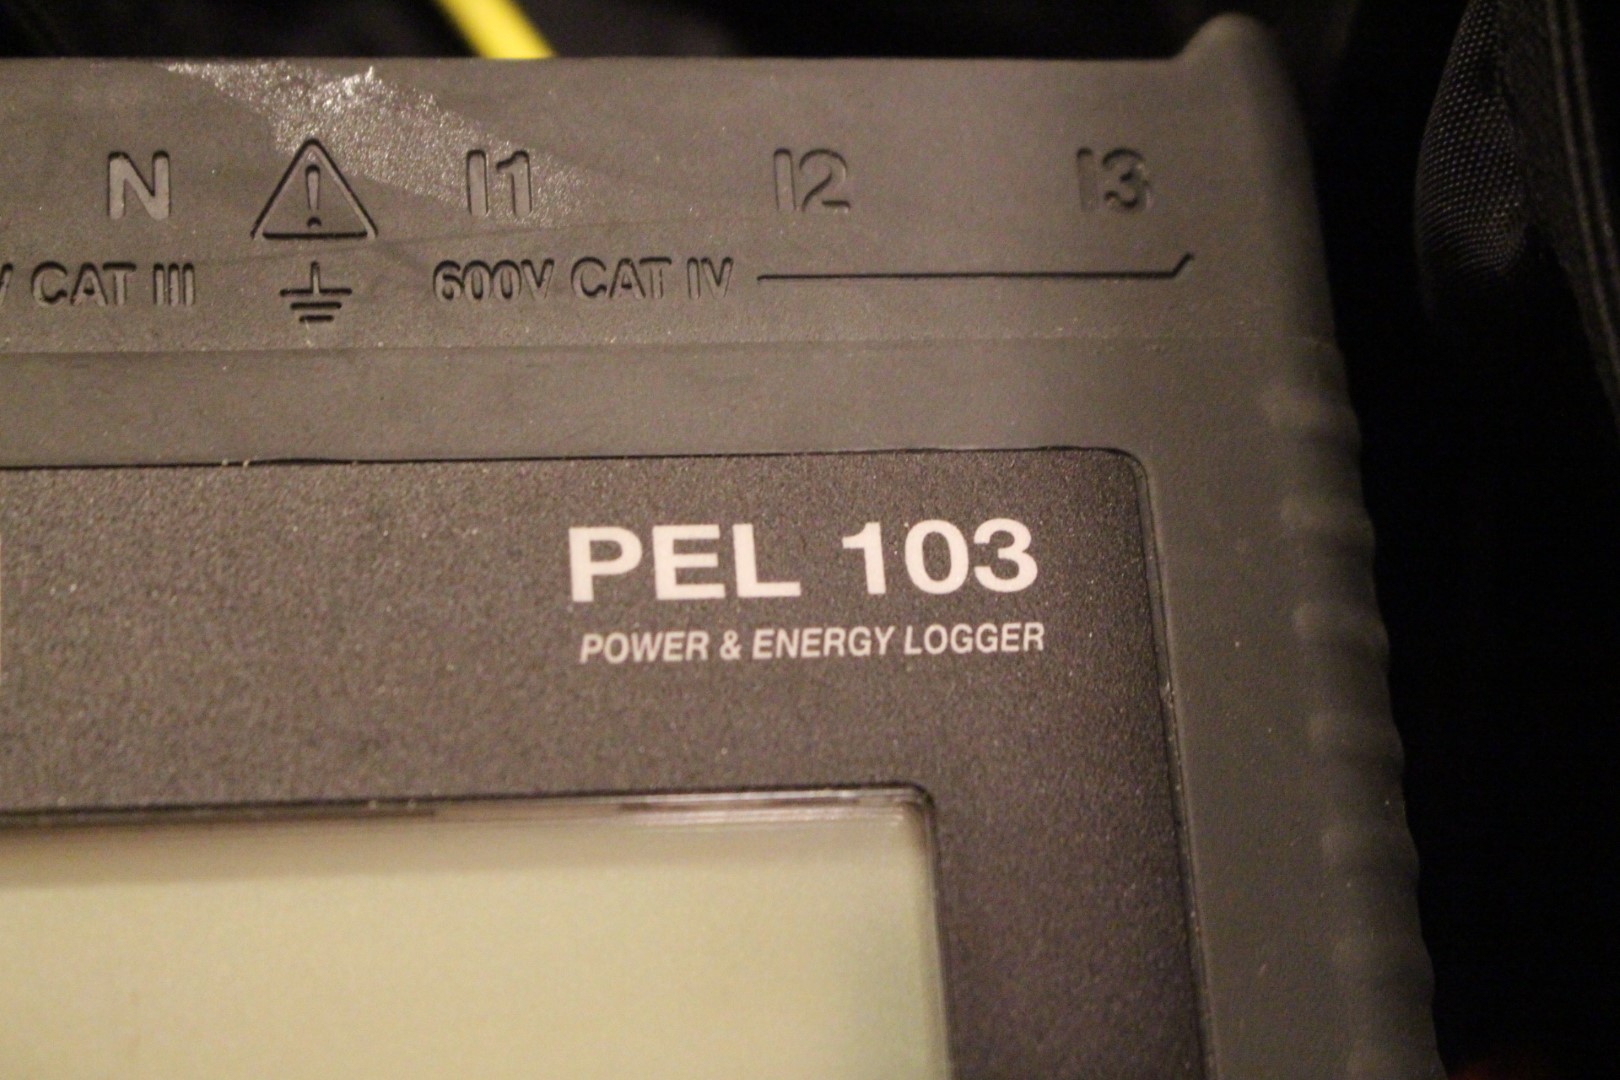 N I1 I2 I3
V CAT III 600V CAT IV
PEL 103
POWER & ENERGY LOGGER